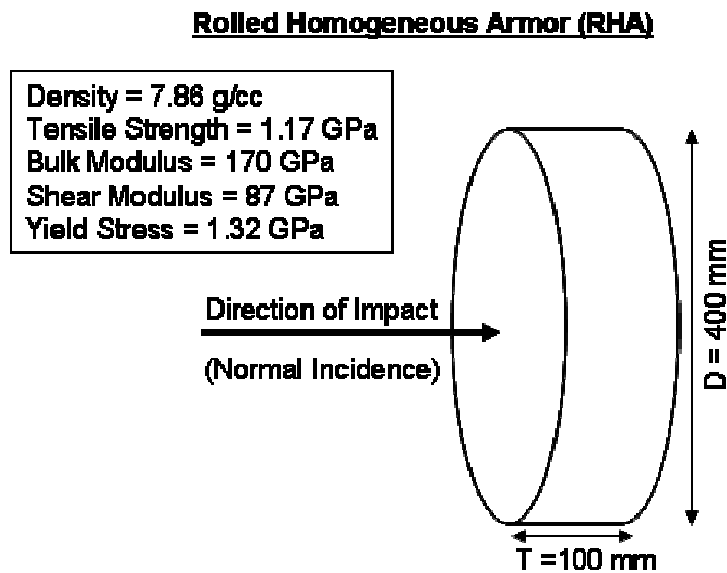 Rolled Homogeneous Armor (RHA)
Density = 7.86 g/cc
Tensile Strength = 1.17 GPa
Bulk Modulus = 170 GPa
Shear Modulus = 87 GPa
Yield Stress = 1.32 GPa
Direction of Impact
(Normal Incidence)
D = 400 mm
T =100 mm